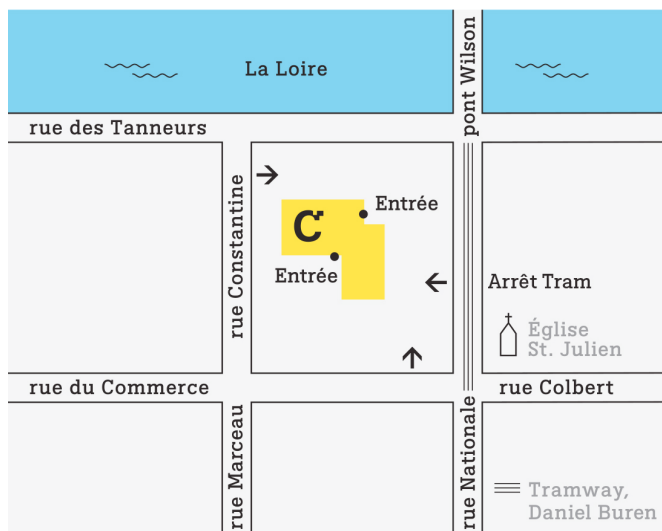 La Loire
pont Wilson
rue des Tanneurs
rue Constantine
Entrée
C
Entrée
Arrêt Tram
Église
St. Julien
rue du Commerce
rue Colbert
rue Marceau
rue Nationale
Tramway,
Daniel Buren